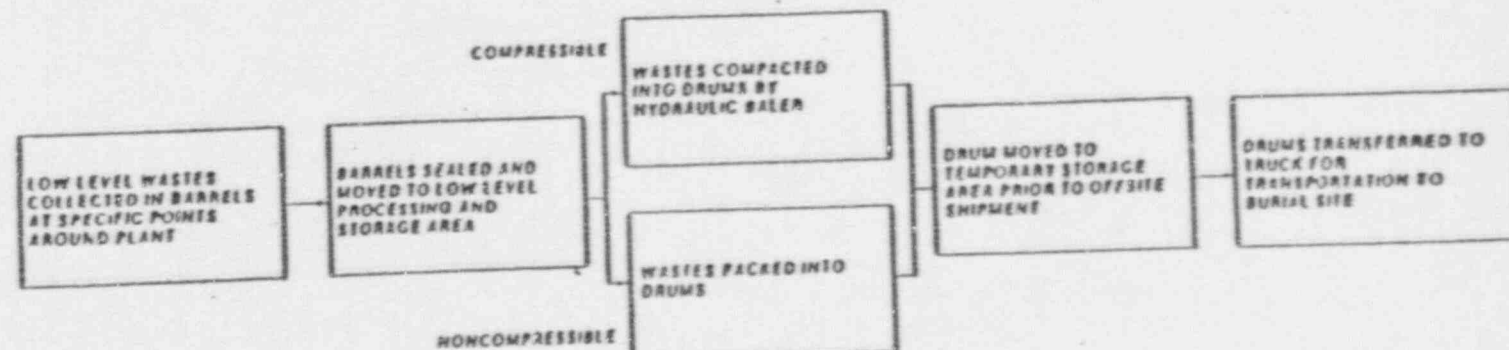 LOW LEVEL WASTES
COLLECTED IN BARRELS
AT SPECIFIC POINTS
AROUND PLANT
BARRELS SEALED AND
MOVED TO LOW LEVEL
PROCESSING AND
STORAGE AREA
COMPRESSIBLE
WASTES COMPACTED
INTO DRUMS BY
HYDRAULIC BALER
NONCOMPRESSIBLE
WASTES PACKED INTO
DRUMS
DRUM MOVED TO
TEMPORARY STORAGE
AREA PRIOR TO OFFSITE
SHIPMENT
DRUMS TRANSFERRED TO
TRUCK FOR
TRANSPORTATION TO
BURIAL SITE